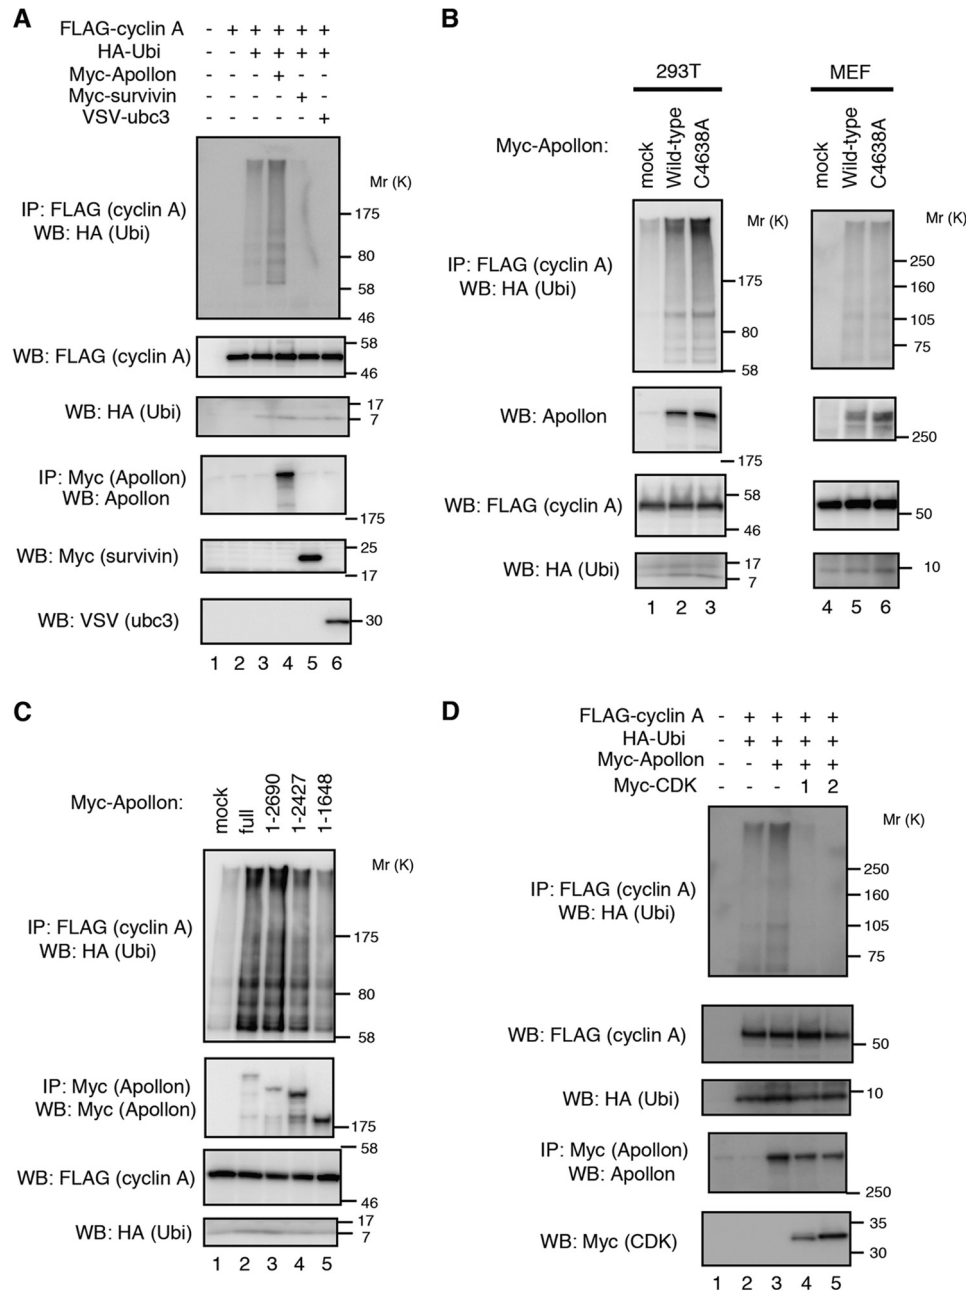 A
FLAG-cyclin A - + + + + +
HA-Ubi - - + + + +
Myc-Apollon - - - + - -
Myc-survivin - - - - + -
VSV-ubc3 - - - - - +
Mr (K)
IP: FLAG (cyclin A)
WB: HA (Ubi)
175
80
58
46
WB: FLAG (cyclin A)
58
46
WB: HA (Ubi)
17
7
IP: Myc (Apollon)
WB: Apollon
175
WB: Myc (survivin)
25
17
WB: VSV (ubc3)
30
1 2 3 4 5 6
B
293T MEF
Myc-Apollon:
mock Wild-type C4638A mock Wild-type C4638A
Mr (K) Mr (K)
IP: FLAG (cyclin A)
WB: HA (Ubi)
175
80
58
250
160
105
75
WB: Apollon
175
250
WB: FLAG (cyclin A)
58
46
50
WB: HA (Ubi)
17
7
10
1 2 3 4 5 6
C
Myc-Apollon:
mock full 1-2690 1-2427 1-1648
Mr (K)
IP: FLAG (cyclin A)
WB: HA (Ubi)
175
80
58
IP: Myc (Apollon)
WB: Myc (Apollon)
175
WB: FLAG (cyclin A)
58
46
WB: HA (Ubi)
17
7
1 2 3 4 5
D
FLAG-cyclin A - + + + +
HA-Ubi - + + + +
Myc-Apollon - - + + +
Myc-CDK - - - 1 2
Mr (K)
IP: FLAG (cyclin A)
WB: HA (Ubi)
250
160
105
75
WB: FLAG (cyclin A)
50
WB: HA (Ubi)
10
IP: Myc (Apollon)
WB: Apollon
250
WB: Myc (CDK)
35
30
1 2 3 4 5